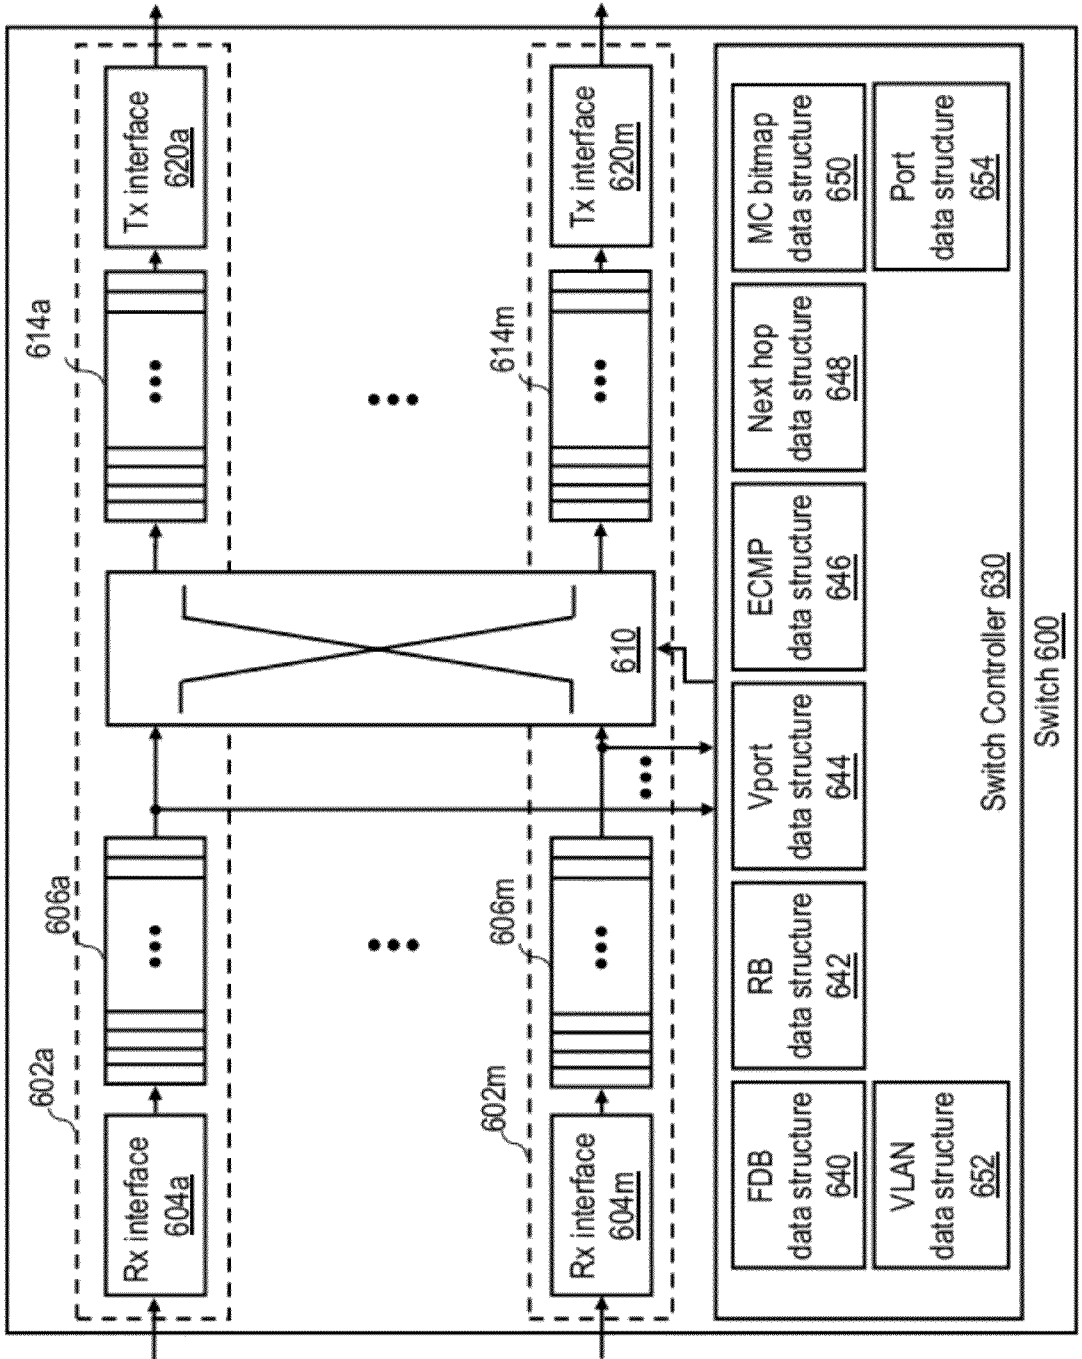 602a
606a
614a
Rx interface
604a
Tx interface
620a
602m
606m
614m
Rx interface
604m
610
Tx interface
620m
FDB
data structure
640
RB
data structure
642
Vport
data structure
644
ECMP
data structure
646
Next hop
data structure
648
MC bitmap
data structure
650
VLAN
data structure
652
Port
data structure
654
Switch Controller 630
Switch 600